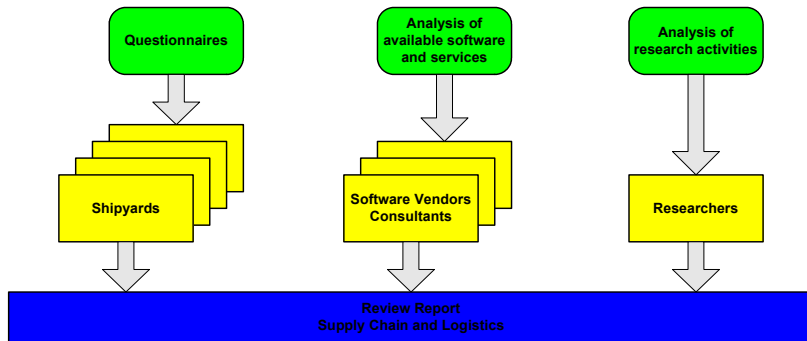 Questionnaires
Analysis of
available software
and services
Analysis of
research activities
Shipyards
Software Vendors
Consultants
Researchers
Review Report
Supply Chain and Logistics